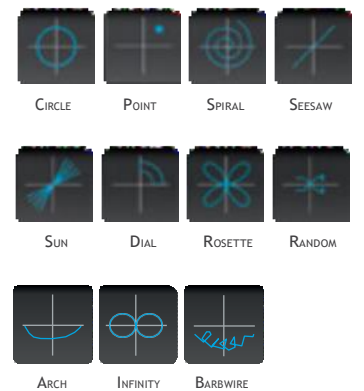 CIRCLE POINT SPIRAL SEESAW
SUN DIAL ROSETTE RANDOM
ARCH INFINITY BARBWIRE